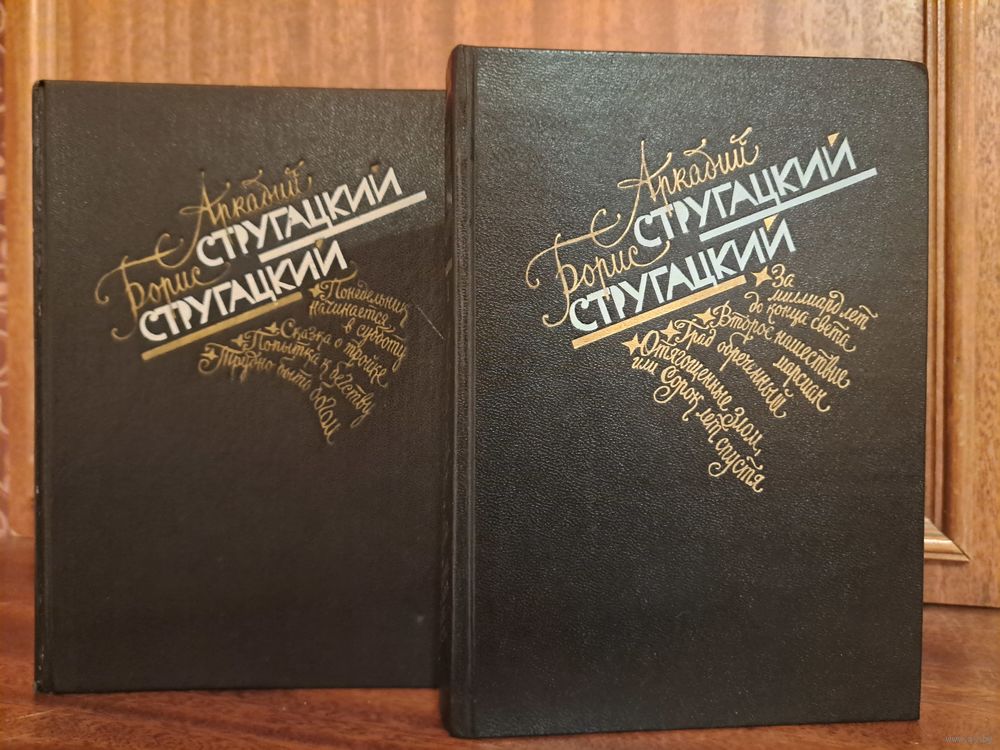 Аркадий
СТРУГАЦКИЙ
Борис
СТРУГАЦКИЙ
Понедельник
начинается
в субботу
Сказка о тройке
Попытка к бегству
Трудно быть богом
Аркадий
СТРУГАЦКИЙ
Борис
СТРУГАЦКИЙ
За
миллиард лет
до конца света
Второе нашествие
марсиан
Град обреченный
Отягощенные злом,
или Сорок лет спустя